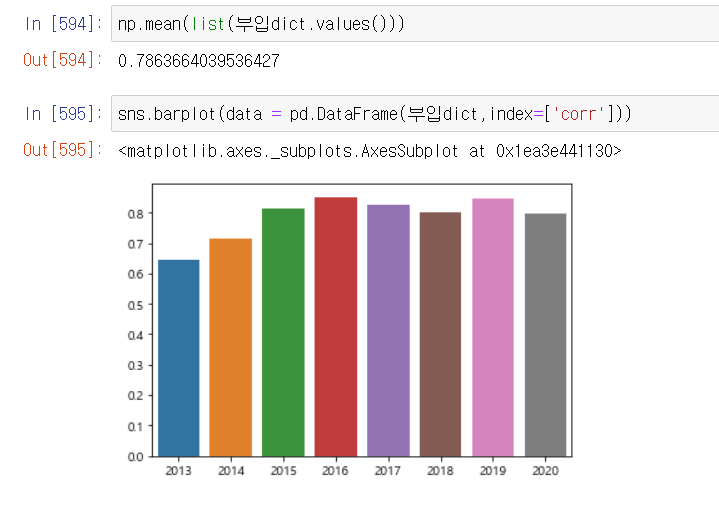 In [594]: np.mean(list(부입dict.values()))
Out[594]: 0.7863664039536427
In [595]: sns.barplot(data = pd.DataFrame(부입dict,index=['corr']))
Out[595]: <matplotlib.axes._subplots.AxesSubplot at 0x1ea3e441130>
0.8
0.7
0.6
0.5
0.4
0.3
0.2
0.1
0.0
2013 2014 2015 2016 2017 2018 2019 2020